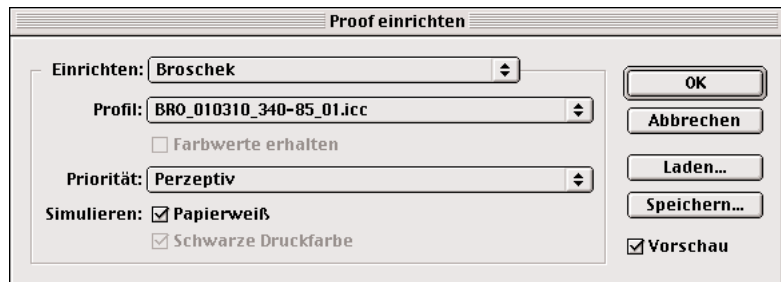 Proof einrichten
Einrichten: Broschek
Profil: BRO_010310_340-85_01.icc
Farbwerte erhalten
Priorität: Perzeptiv
Simulieren: Papierweiß
Schwarze Druckfarbe
OK
Abbrechen
Laden...
Speichern...
Vorschau